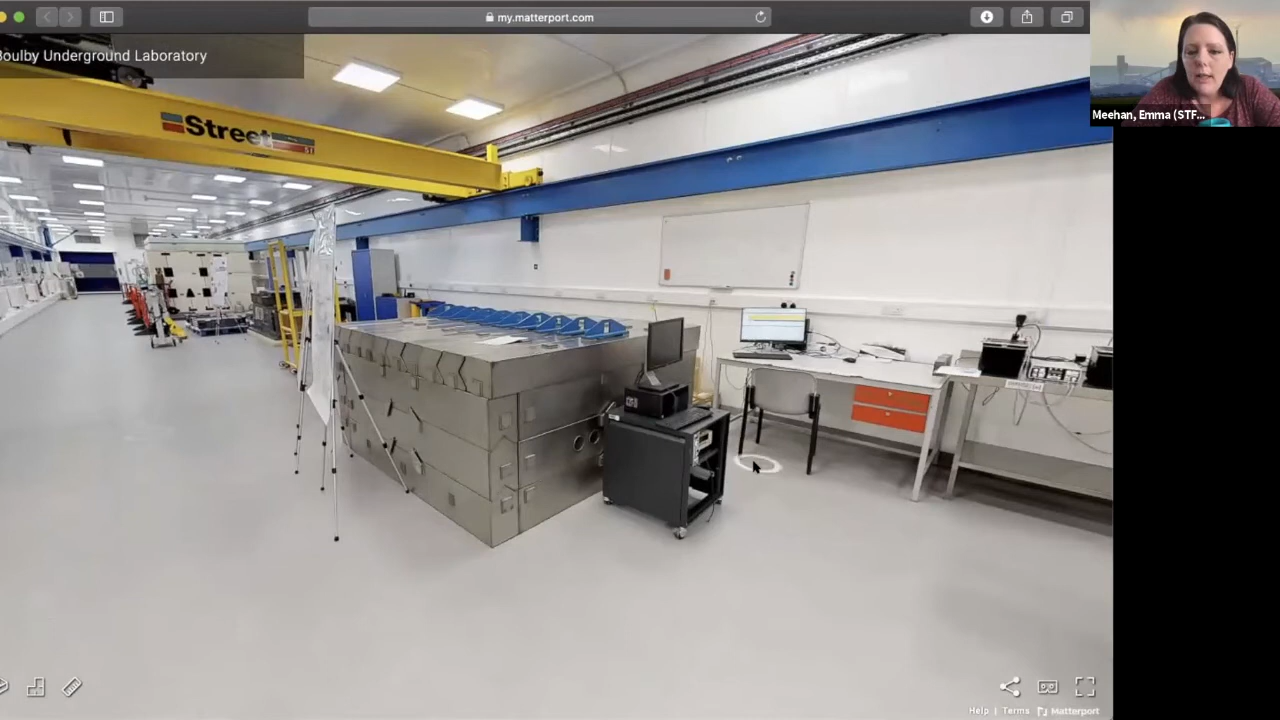 my.matterport.com
Boulby Underground Laboratory
Street
Meehan, Emma (STF...
Help | Terms
Matterport